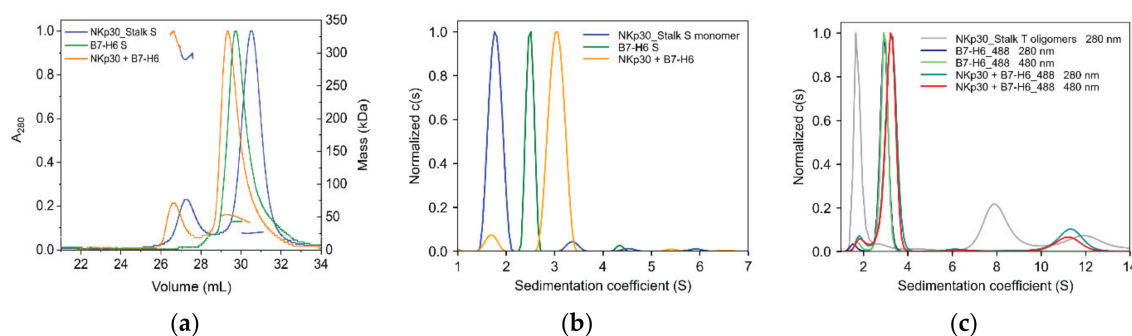 NKp30_Stalk S
B7-H6 S
NKp30 + B7-H6
A280
1.0
0.8
0.6
0.4
0.2
0.0
350
300
250
200
150
100
50
0
Mass (kDa)
22 24 26 28 30 32 34
Volume (mL)
(a)
NKp30_Stalk S monomer
B7-H6 S
NKp30 + B7-H6
Normalized c(s)
1.0
0.8
0.6
0.4
0.2
0.0
1 2 3 4 5 6 7
Sedimentation coefficient (S)
(b)
NKp30_Stalk T oligomers 280 nm
B7-H6_488 280 nm
B7-H6_488 480 nm
NKp30 + B7-H6_488 280 nm
NKp30 + B7-H6_488 480 nm
Normalized c(s)
1.0
0.8
0.6
0.4
0.2
0.0
2 4 6 8 10 12 14
Sedimentation coefficient (S)
(c)